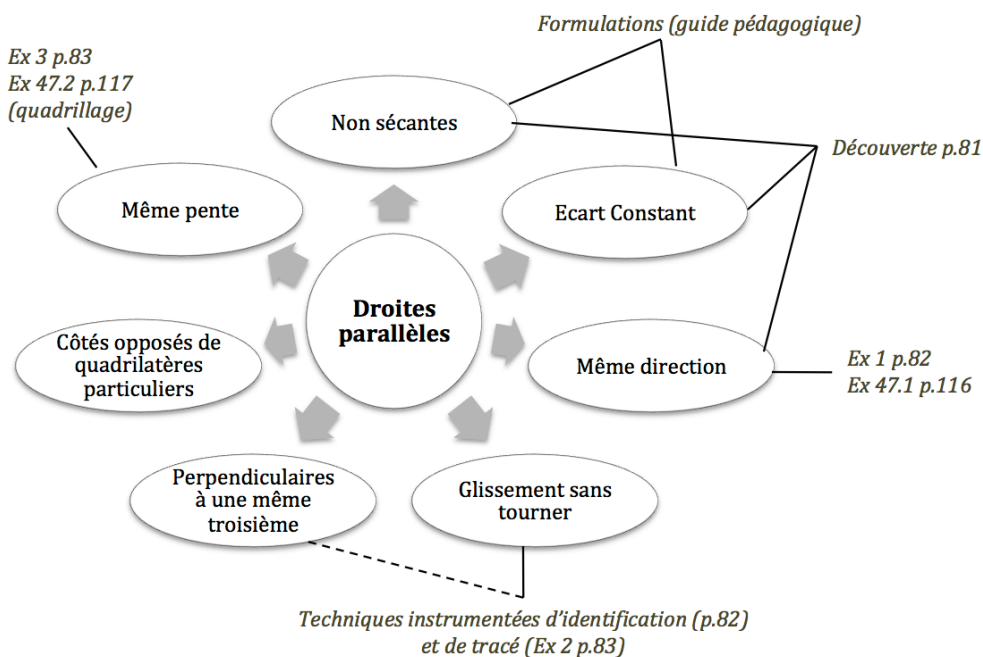 Formulations (guide pédagogique)
Ex 3 p.83
Ex 47.2 p.117
(quadrillage)
Non sécantes
Découverte p.81
Même pente
Ecart Constant
Droites
parallèles
Côtés opposés de
quadrilatères
particuliers
Même direction
Ex 1 p.82
Ex 47.1 p.116
Perpendiculaires
à une même
troisième
Glissement sans
tourner
Techniques instrumentées d'identification (p.82)
et de tracé (Ex 2 p.83)